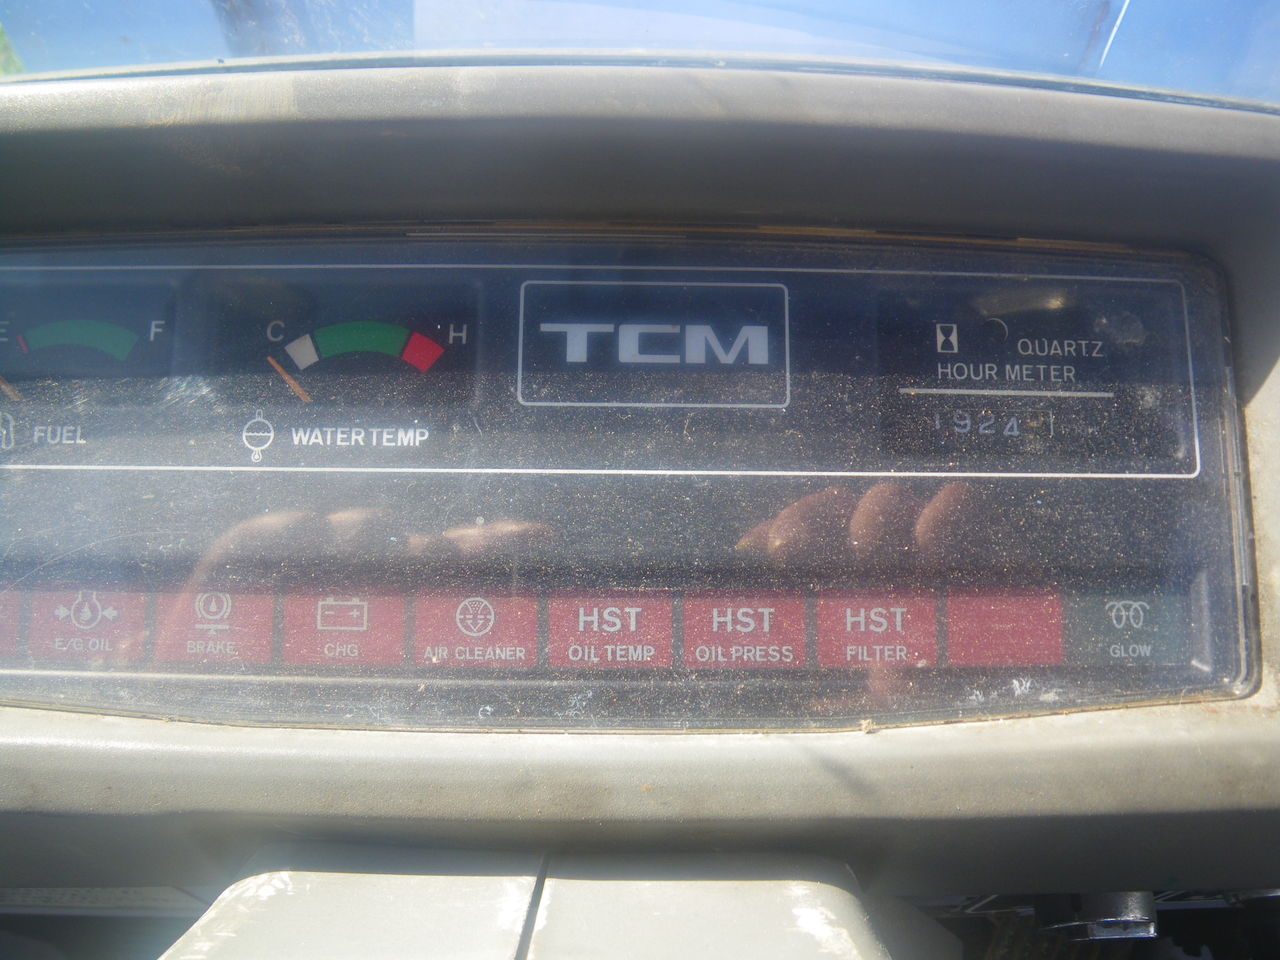 E
F
C
H
TCM
QUARTZ
HOUR METER
1924
FUEL
WATER TEMP
E/G OIL
BRAKE
CHG
AIR CLEANER
HST
OIL TEMP
HST
OIL PRESS
HST
FILTER
GLOW